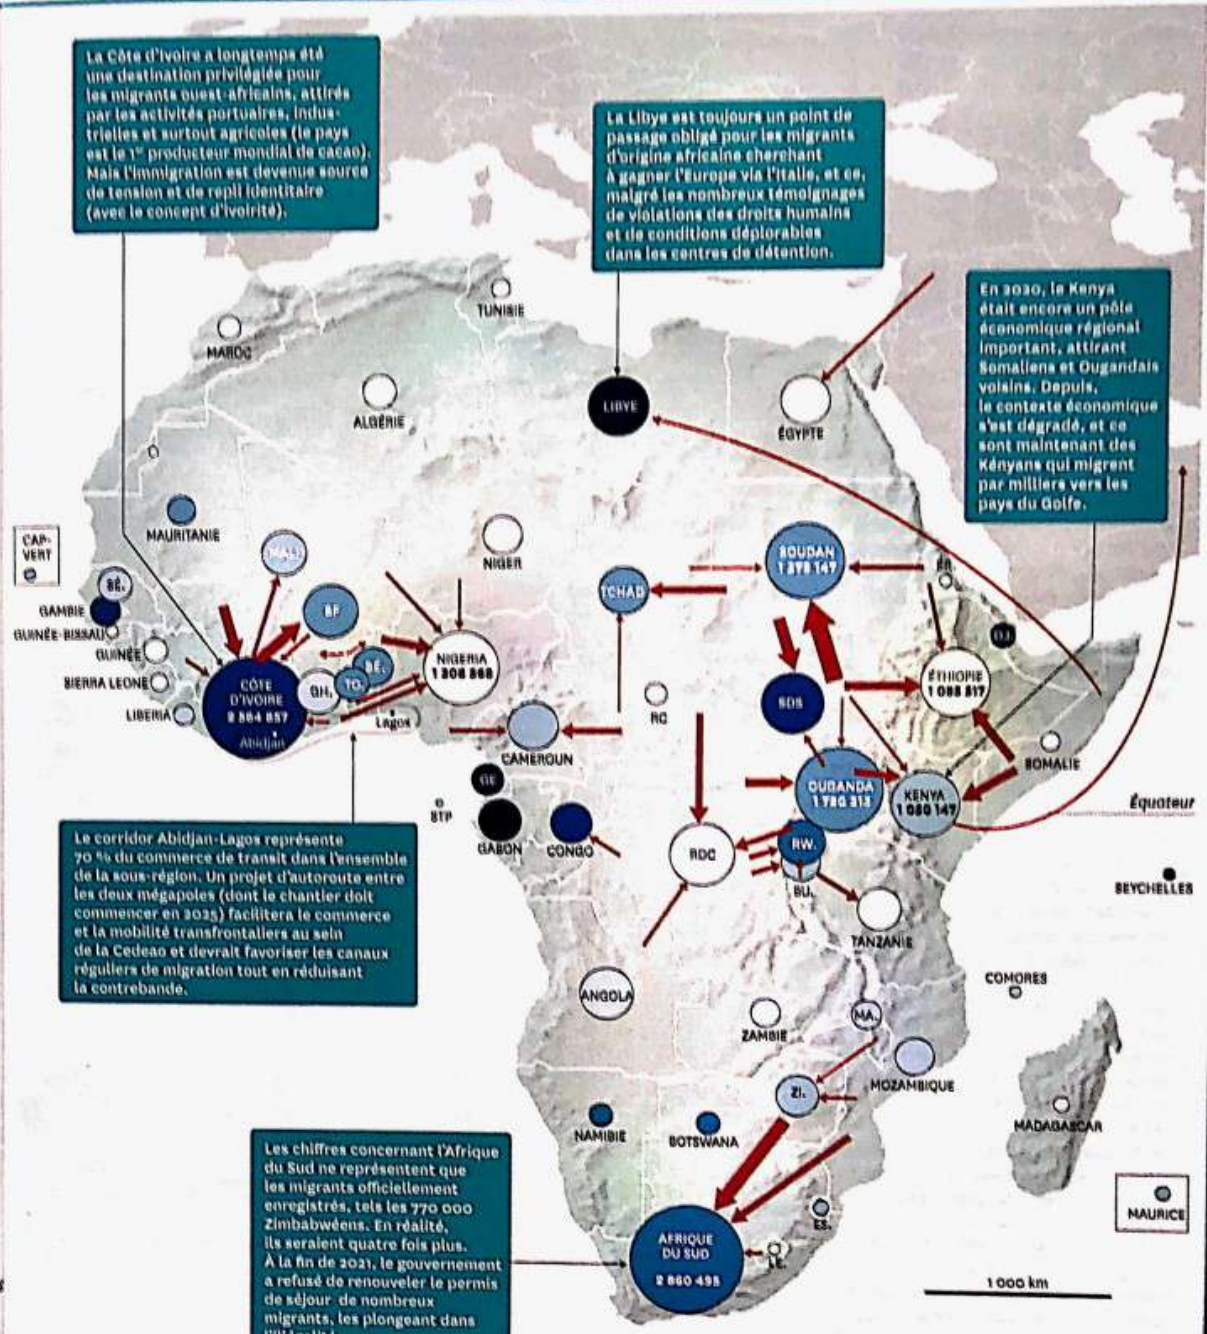 La Côte d'Ivoire a longtemps été
une destination privilégiée pour
les migrants ouest-africains, attirés
par les activités portuaires, indus-
trielles et surtout agricoles (le pays
est le 1er producteur mondial de cacao).
Mais l'immigration est devenue source
de tension et de repli identitaire
(avec le concept d'ivoirité).
La Libye est toujours un point de
passage obligé pour les migrants
d'origine africaine cherchant
à gagner l'Europe via l'Italie, et ce,
malgré les nombreux témoignages
de violations des droits humains
et de conditions déplorables
dans les centres de détention.
En 2020, le Kenya
était encore un pôle
économique régional
important, attirant
Somaliens et Ougandais
voisins. Depuis,
le contexte économique
s'est dégradé, et ce
sont maintenant des
Kényans qui migrent
par milliers vers les
pays du Golfe.
TUNISIE
MAROC
ALGÉRIE
LIBYE
ÉGYPTE
MAURITANIE
CAP-
VERT
MALI
NIGER
TCHAD
SOUDAN
1 379 147
ÉR.
DJ.
SÉ.
GAMBIE
GUINÉE-BISSAU
GUINÉE
SIERRA LEONE
LIBERIA
BF.
CÔTE
D'IVOIRE
2 564 857
Abidjan
GH.
TO.
BÉ.
Lagos
NIGERIA
1 308 568
CAMEROUN
RC
SDS
ÉTHIOPIE
1 085 517
SOMALIE
OUGANDA
1 720 313
KENYA
1 050 147
Équateur
GE
STP
GABON
CONGO
RDC
RW.
BU.
TANZANIE
SEYCHELLES
Le corridor Abidjan-Lagos représente
70 % du commerce de transit dans l'ensemble
de la sous-région. Un projet d'autoroute entre
les deux mégapoles (dont le chantier doit
commencer en 2025) facilitera le commerce
et la mobilité transfrontaliers au sein
de la Cedeao et devrait favoriser les canaux
réguliers de migration tout en réduisant
la contrebande.
COMORES
ANGOLA
ZAMBIE
MA.
MOZAMBIQUE
ZI.
NAMIBIE
BOTSWANA
MADAGASCAR
MAURICE
ES.
LE.
AFRIQUE
DU SUD
2 860 495
1 000 km
Les chiffres concernant l'Afrique
du Sud ne représentent que
les migrants officiellement
enregistrés, tels les 770 000
Zimbabwéens. En réalité,
ils seraient quatre fois plus.
À la fin de 2021, le gouvernement
a refusé de renouveler le permis
de séjour de nombreux
migrants, les plongeant dans